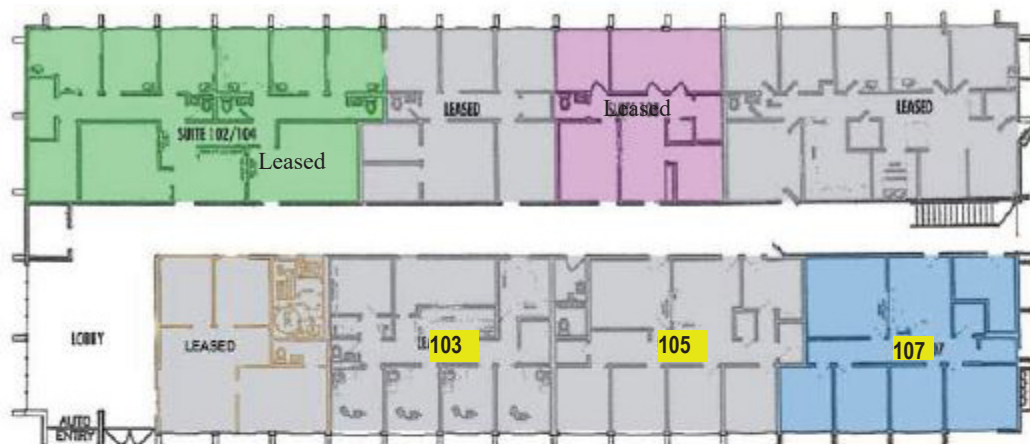 LEASED
Leased
LEASED
SUITE 102/104
Leased
LOBBY
LEASED
103
105
107
AUTO
ENTRY